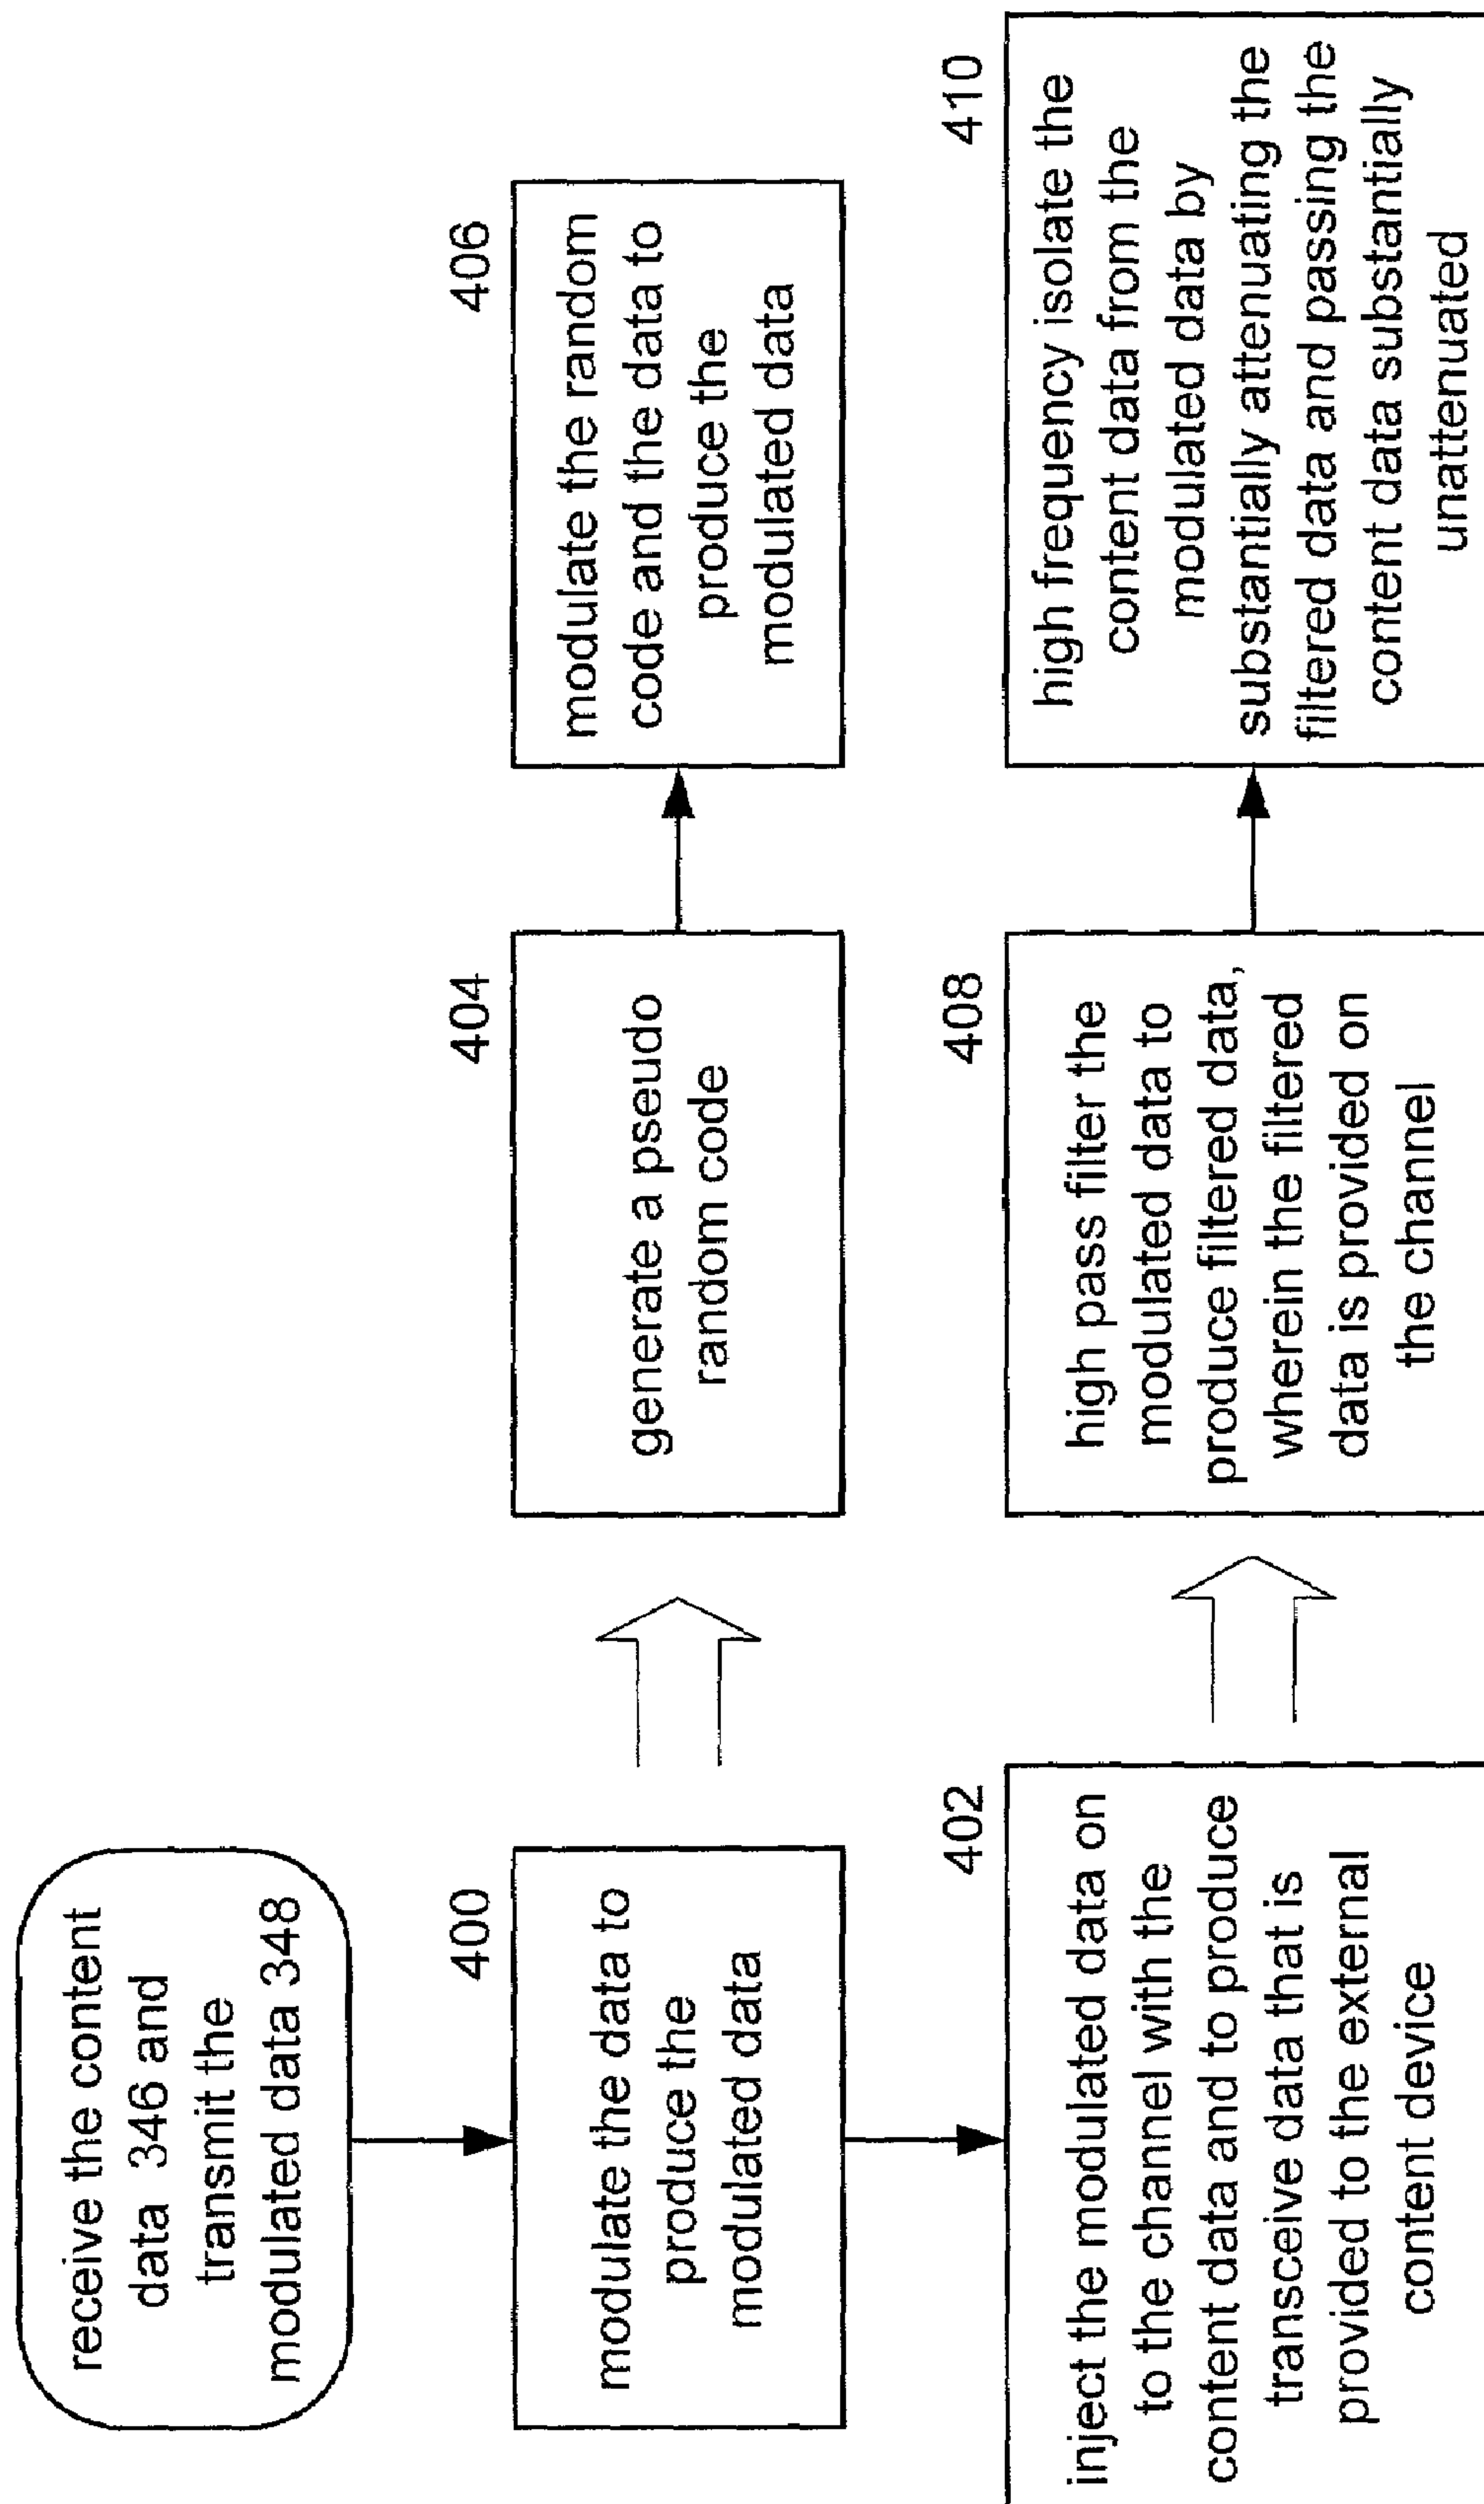 receive the content
data 346 and
transmit the
modulated data 348
400
modulate the data to
produce the
modulated data
404
generate a pseudo
random code
406
modulate the random
code and the data to
produce the
modulated data
402
inject the modulated data on
to the channel with the
content data and to produce
transceive data that is
provided to the external
content device
408
high pass filter the
modulated data to
produce filtered data,
wherein the filtered
data is provided on
the channel
410
high frequency isolate the
content data from the
modulated data by
substantially attenuating the
filtered data and passing the
content data substantially
unattenuated